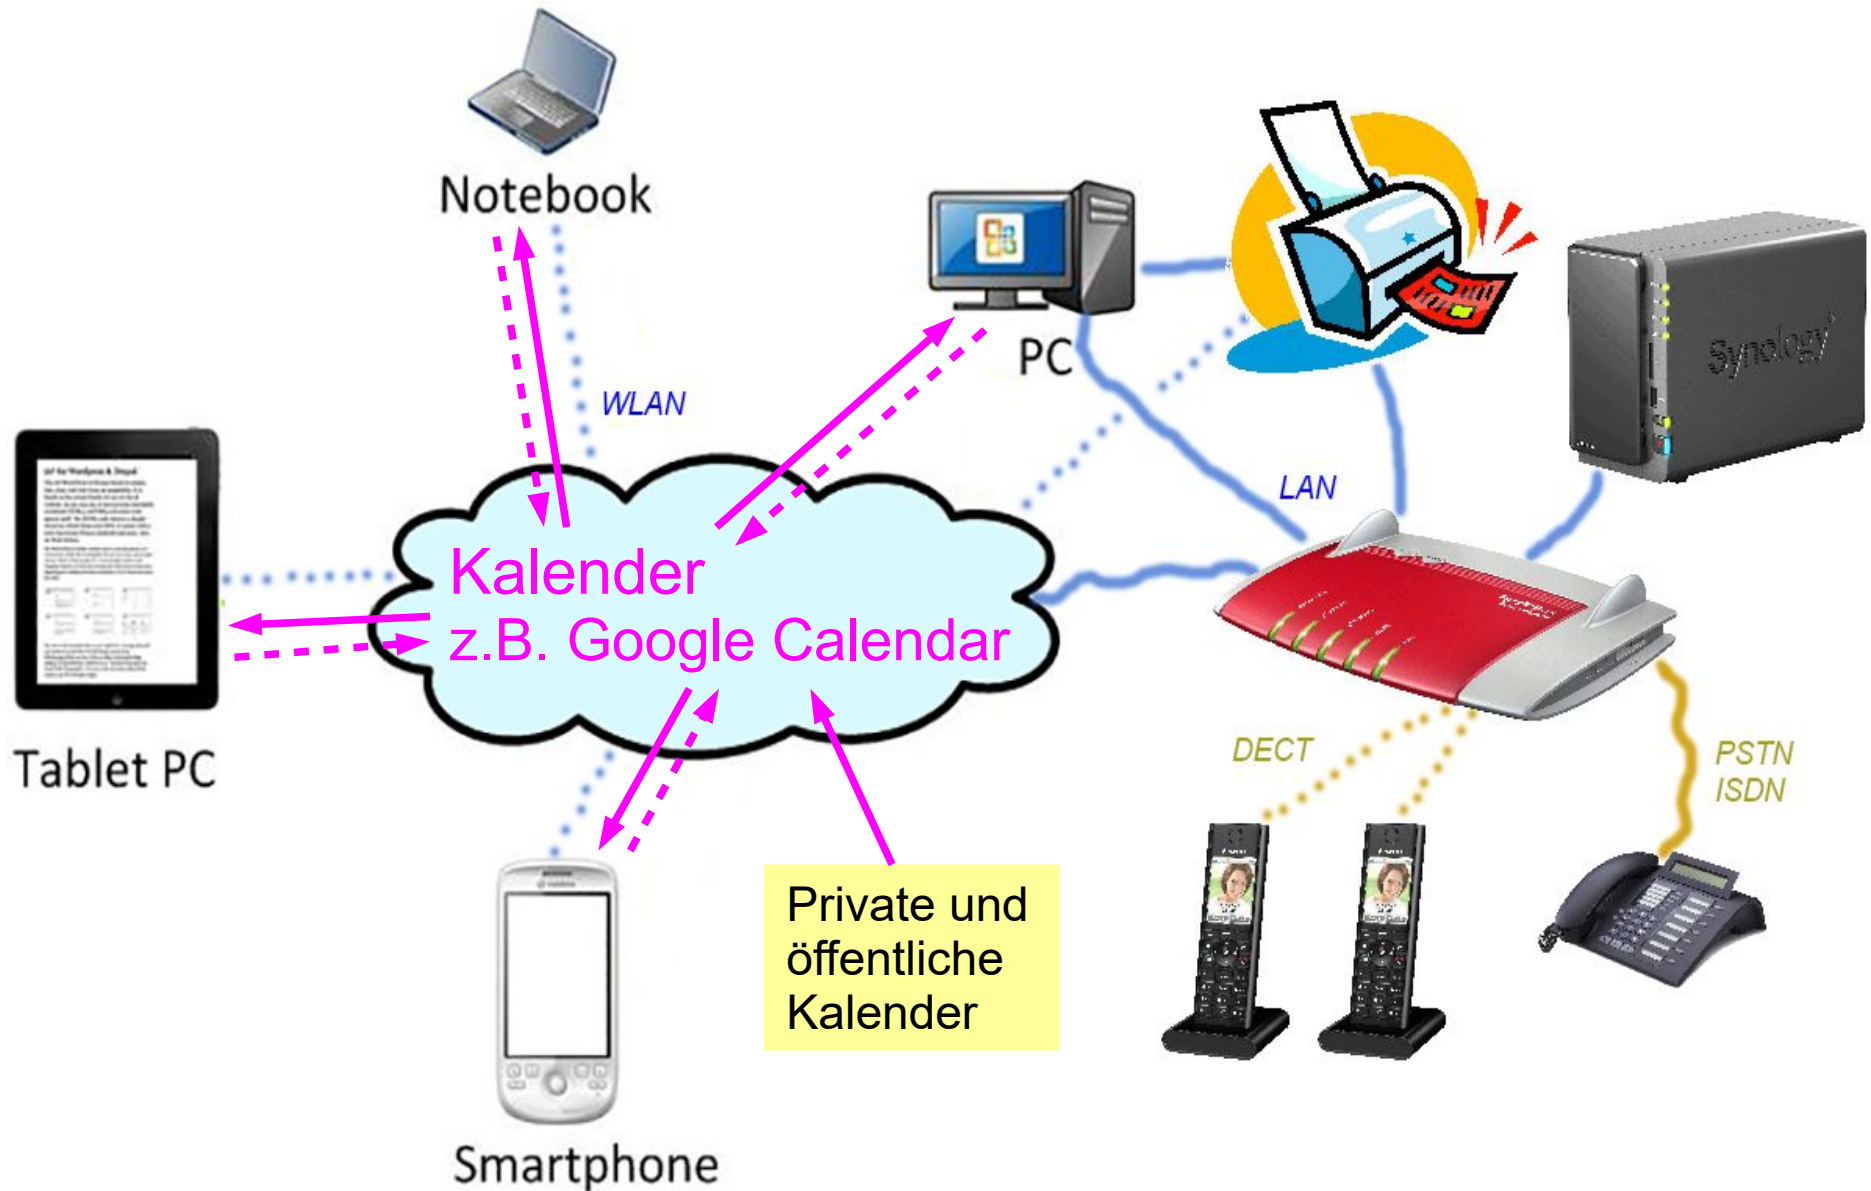 Notebook
PC
WLAN
Synology
LAN
Kalender
z.B. Google Calendar
Tablet PC
DECT
PSTN
ISDN
Private und
öffentliche
Kalender
Smartphone